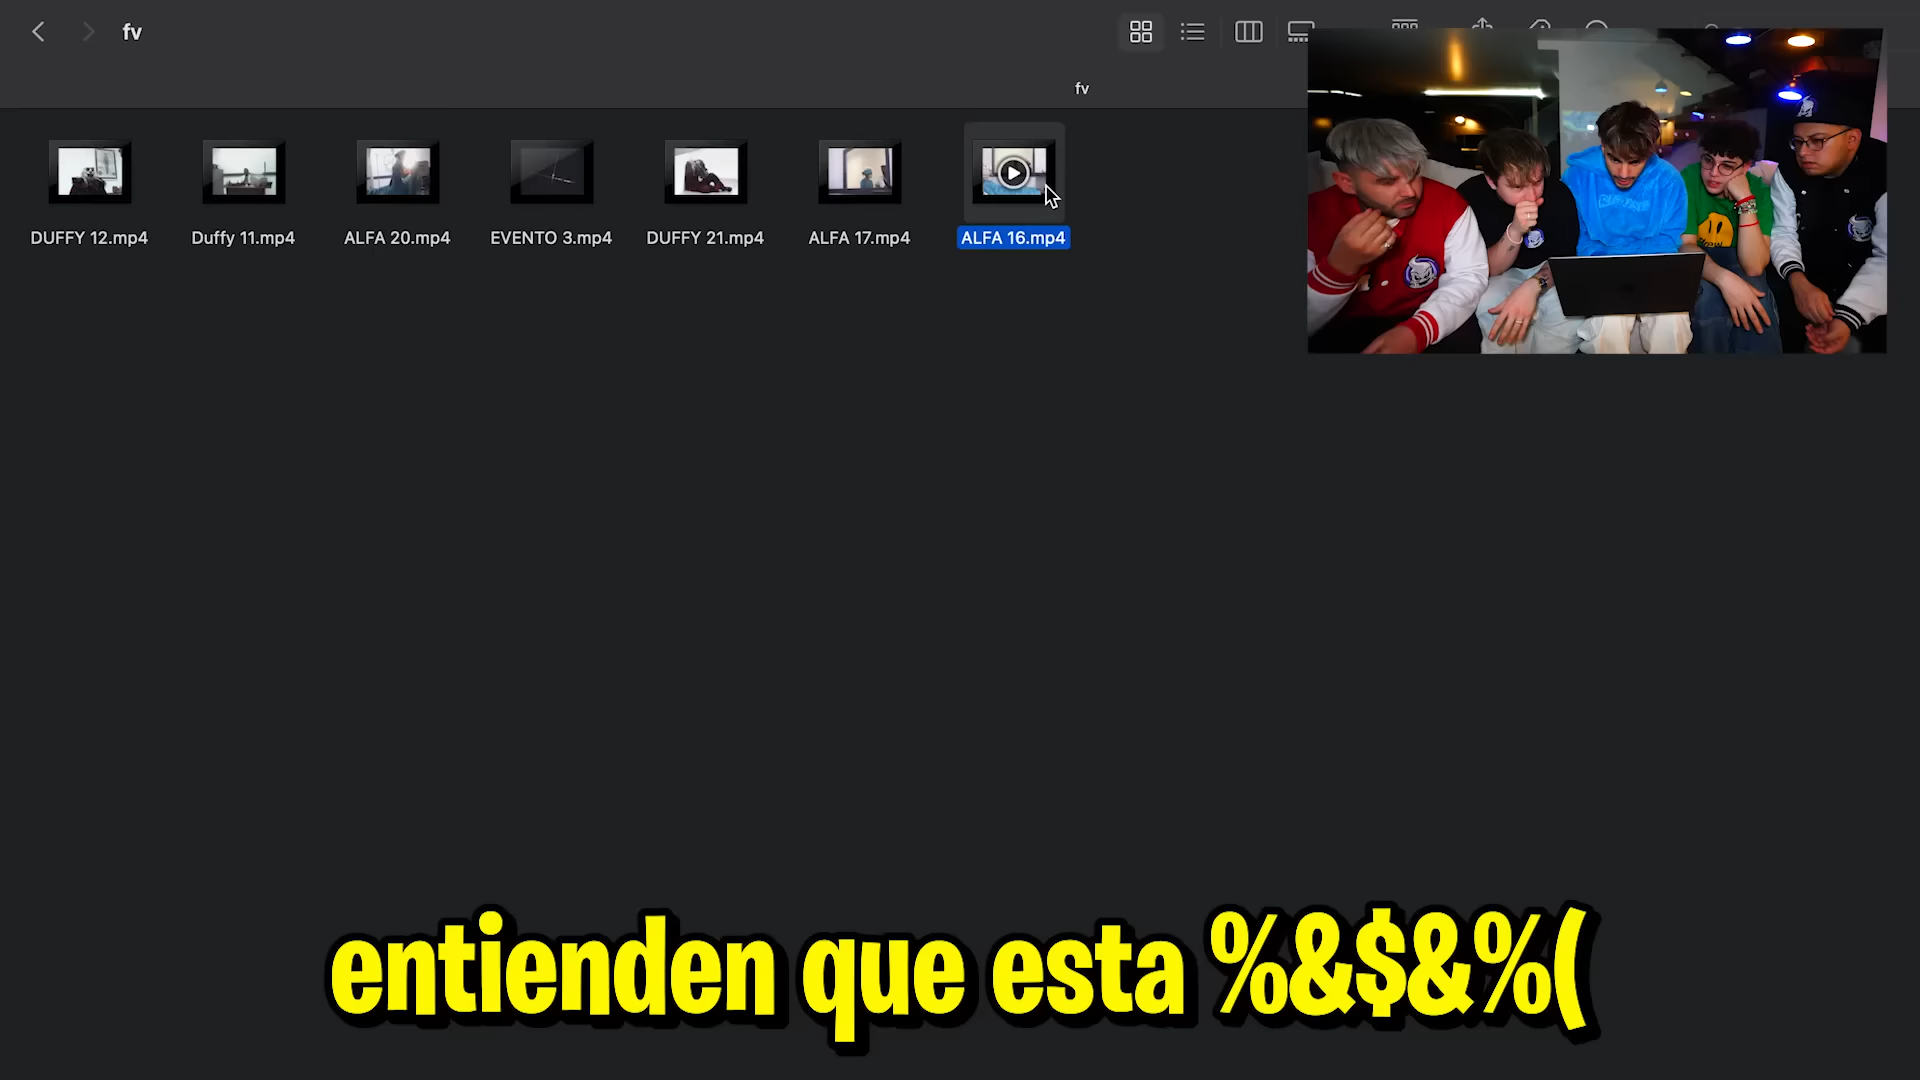 fv
fv
DUFFY 12.mp4
Duffy 11.mp4
ALFA 20.mp4
EVENTO 3.mp4
DUFFY 21.mp4
ALFA 17.mp4
ALFA 16.mp4
entienden que esta %&$&%(